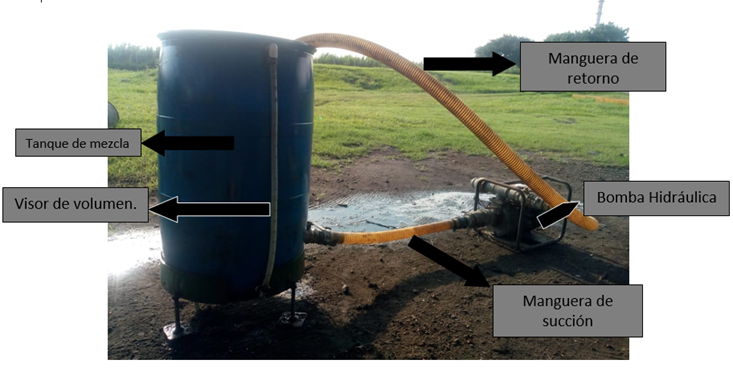 Manguera de
retorno
Tanque de mezcla
Visor de volumen.
Bomba Hidráulica
Manguera de
succión